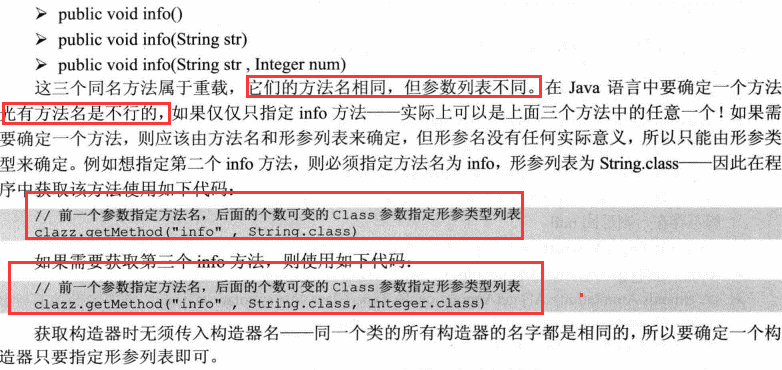 ➢ public void info()
➢ public void info(String str)
➢ public void info(String str , Integer num)
这三个同名方法属于重载，它们的方法名相同，但参数列表不同。在 Java 语言中要确定一个方法
光有方法名是不行的，如果仅仅只指定 info 方法——实际上可以是上面三个方法中的任意一个！如果需
要确定一个方法，则应该由方法名和形参列表来确定，但形参名没有任何实际意义，所以只能由形参类
型来确定。例如想指定第二个 info 方法，则必须指定方法名为 info，形参列表为 String.class——因此在程
序中获取该方法使用如下代码：
// 前一个参数指定方法名，后面的个数可变的 Class 参数指定形参类型列表
clazz.getMethod("info" , String.class)
如果需要获取第三个 info 方法，则使用如下代码：
// 前一个参数指定方法名，后面的个数可变的 Class 参数指定形参类型列表
clazz.getMethod("info" , String.class, Integer.class)
获取构造器时无须传入构造器名——同一个类的所有构造器的名字都是相同的，所以要确定一个构
造器只要指定形参列表即可。